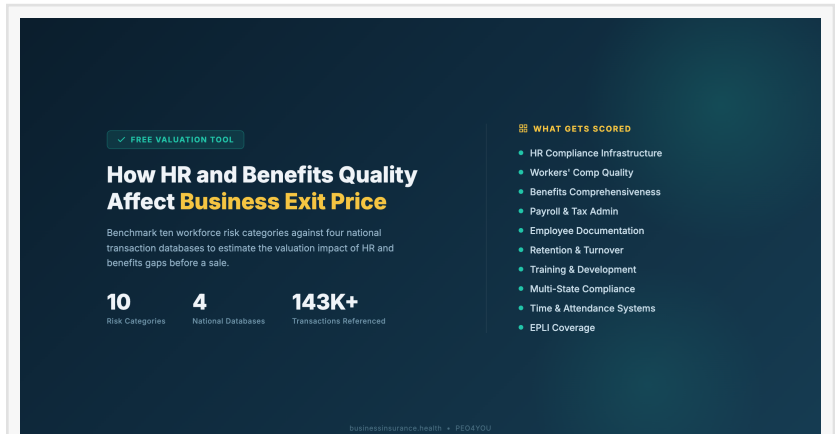 FREE VALUATION TOOL
How HR and Benefits Quality
Affect Business Exit Price
Benchmark ten workforce risk categories against four national
transaction databases to estimate the valuation impact of HR and
benefits gaps before a sale.
10
Risk Categories
4
National Databases
143K+
Transactions Referenced
WHAT GETS SCORED
HR Compliance Infrastructure
Workers' Comp Quality
Benefits Comprehensiveness
Payroll & Tax Admin
Employee Documentation
Retention & Turnover
Training & Development
Multi-State Compliance
Time & Attendance Systems
EPLI Coverage
businessinsurance.health • PEO4YOU